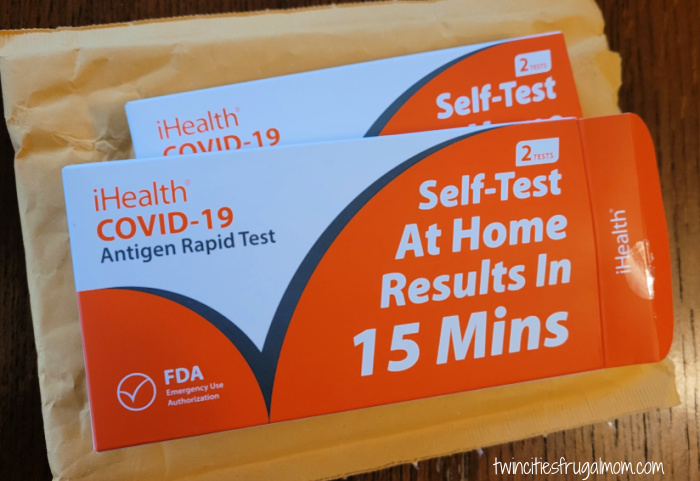 2 TESTS
iHealth®
Self-Test
COVID-19
2 TESTS
iHealth®
COVID-19
Antigen Rapid Test
Self-Test
At Home
Results In
15 Mins
iHealth®
FDA
Emergency Use
Authorization
twincitiesfrugalmom.com